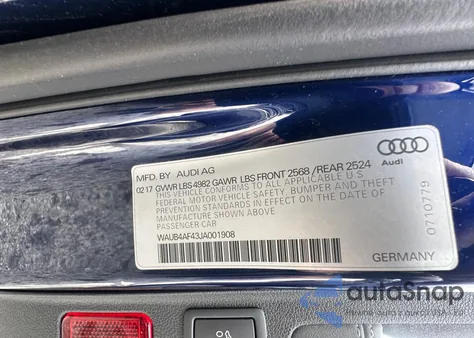 MFD. BY AUDI AG
02 17 GVWR LBS 4982 GAWR LBS FRONT 2568 /REAR 2524
THIS VEHICLE CONFORMS TO ALL APPLICABLE U.S.
FEDERAL MOTOR VEHICLE SAFETY, BUMPER AND THEFT
PREVENTION STANDARDS IN EFFECT ON THE DATE OF
MANUFACTURE SHOWN ABOVE
PASSENGER CAR
WAUB4AF43JA001908
Audi
0710779
GERMANY
autoSnap